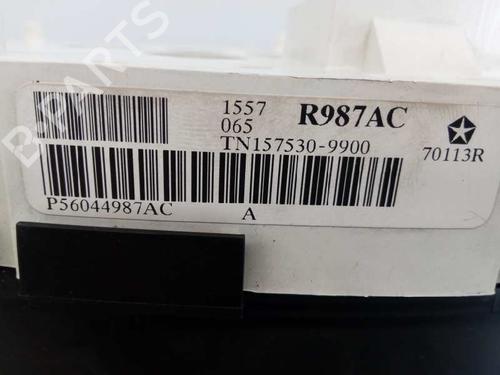 1557 R987AC
065
TN157530-9900 70113R
P56044987AC A
B-PARTS